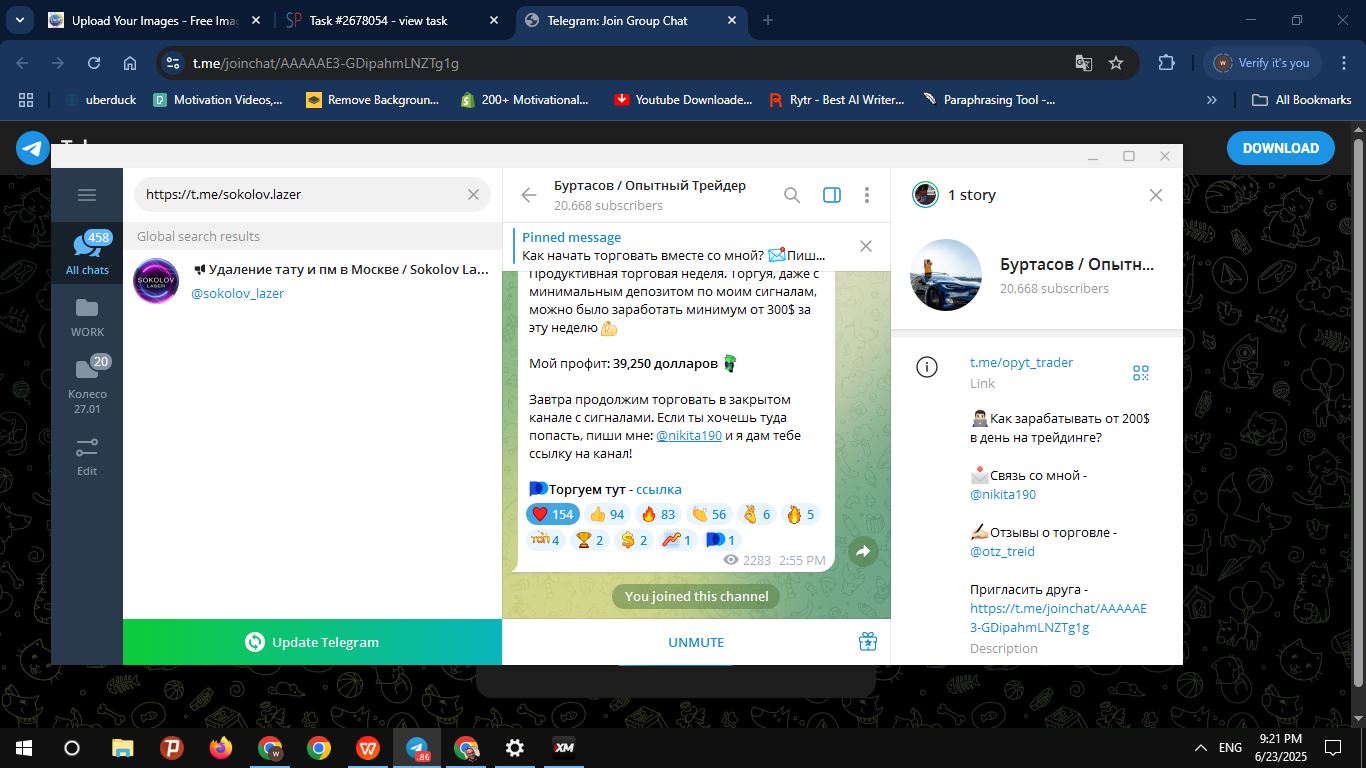 Upload Your Images - Free Imag
Task #2678054 - view task
Telegram: Join Group Chat
t.me/joinchat/AAAAAE3-GDipahmLNZTg1g
Verify it's you
uberduck
Motivation Videos,...
Remove Backgroun...
200+ Motivational...
Youtube Downloade...
Rytr - Best AI Writer...
Paraphrasing Tool -...
All Bookmarks
DOWNLOAD
458
All chats
WORK
20
Колесо
27.01
Edit
https://t.me/sokolov.lazer
Global search results
SOKOLOV
LASER
Удаление тату и пм в Москве / Sokolov La...
@sokolov_lazer
Update Telegram
Буртасов / Опытный Трейдер
20,668 subscribers
Pinned message
Как начать торговать вместе со мной? Пиш...
Продуктивная торговая неделя. Торгуя, даже с
минимальным депозитом по моим сигналам,
можно было заработать минимум от 300$ за
эту неделю
Мой профит: 39,250 долларов
Завтра продолжим торговать в закрытом
канале с сигналами. Если ты хочешь туда
попасть, пиши мне: @nikita190 и я дам тебе
ссылку на канал!
Торгуем тут - ссылка
154 94 83 56 6 5
4 2 2 1 1
2283 2:55 PM
You joined this channel
UNMUTE
1 story
Буртасов / Опытн...
20,668 subscribers
t.me/opyt_trader
Link
Как зарабатывать от 200$
в день на трейдинге?
Связь со мной -
@nikita190
Отзывы о торговле -
@otz_treid
Пригласить друга -
https://t.me/joinchat/AAAAAE
3-GDipahmLNZTg1g
Description
86
XM
ENG
9:21 PM
6/23/2025